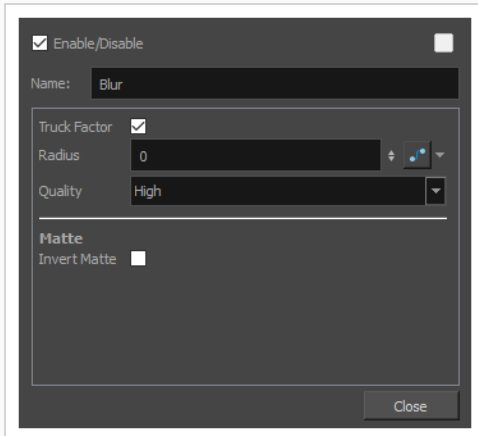 Enable/Disable
Name: Blur
Truck Factor
Radius 0
Quality High
Matte
Invert Matte
Close